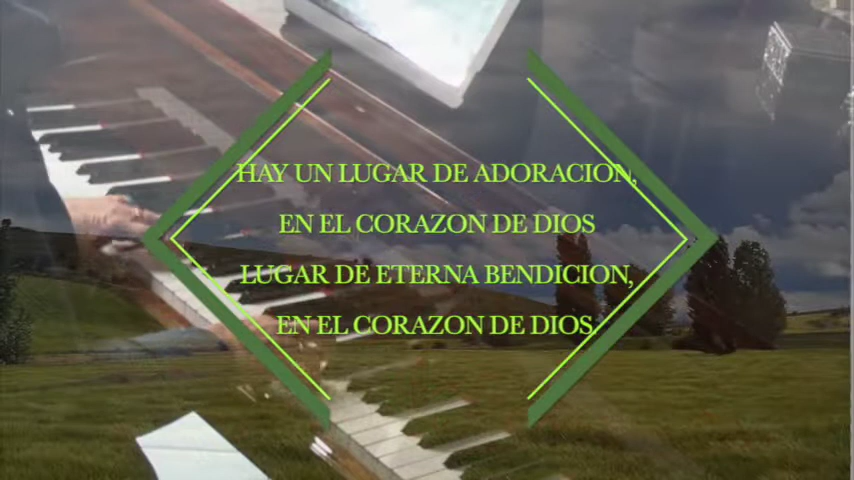 HAY UN LUGAR DE ADORACION,
EN EL CORAZON DE DIOS
LUGAR DE ETERNA BENDICION,
EN EL CORAZON DE DIOS.